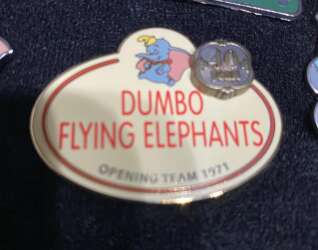 DUMBO
FLYING ELEPHANTS
OPENING TEAM 1971